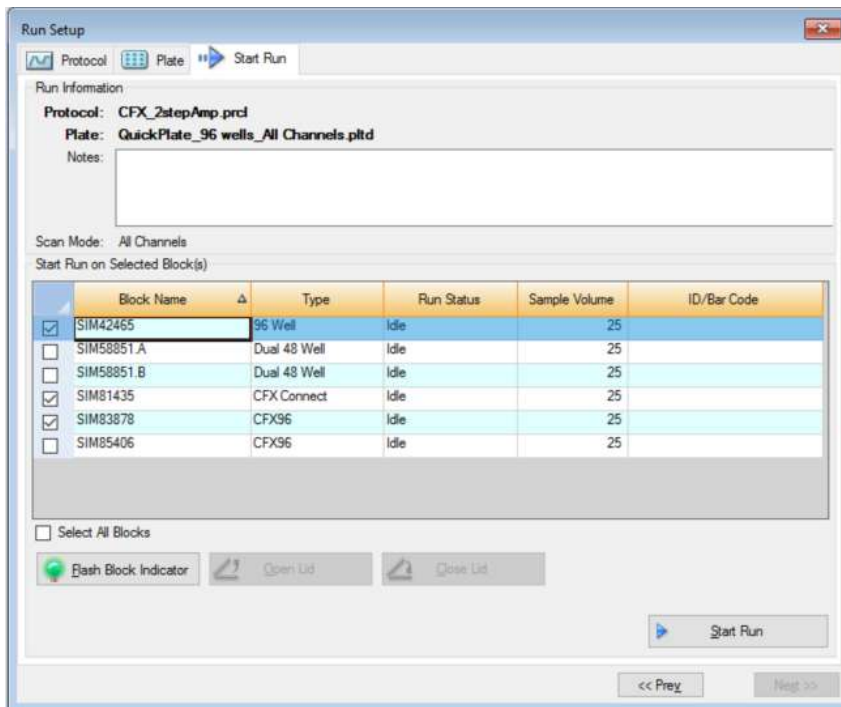 Run Setup
Protocol Plate Start Run
Run Information
Protocol: CFX_2stepAmp.prcl
Plate: QuickPlate_96 wells_All Channels.pltd
Notes:
Scan Mode: All Channels
Start Run on Selected Block(s)
Block Name Type Run Status Sample Volume ID/Bar Code
SIM42465 96 Well Idle 25
SIM58851.A Dual 48 Well Idle 25
SIM58851.B Dual 48 Well Idle 25
SIM81435 CFX Connect Idle 25
SIM83878 CFX96 Idle 25
SIM85406 CFX96 Idle 25
Select All Blocks
Flash Block Indicator Open Lid Close Lid
Start Run
<< Prev Next >>